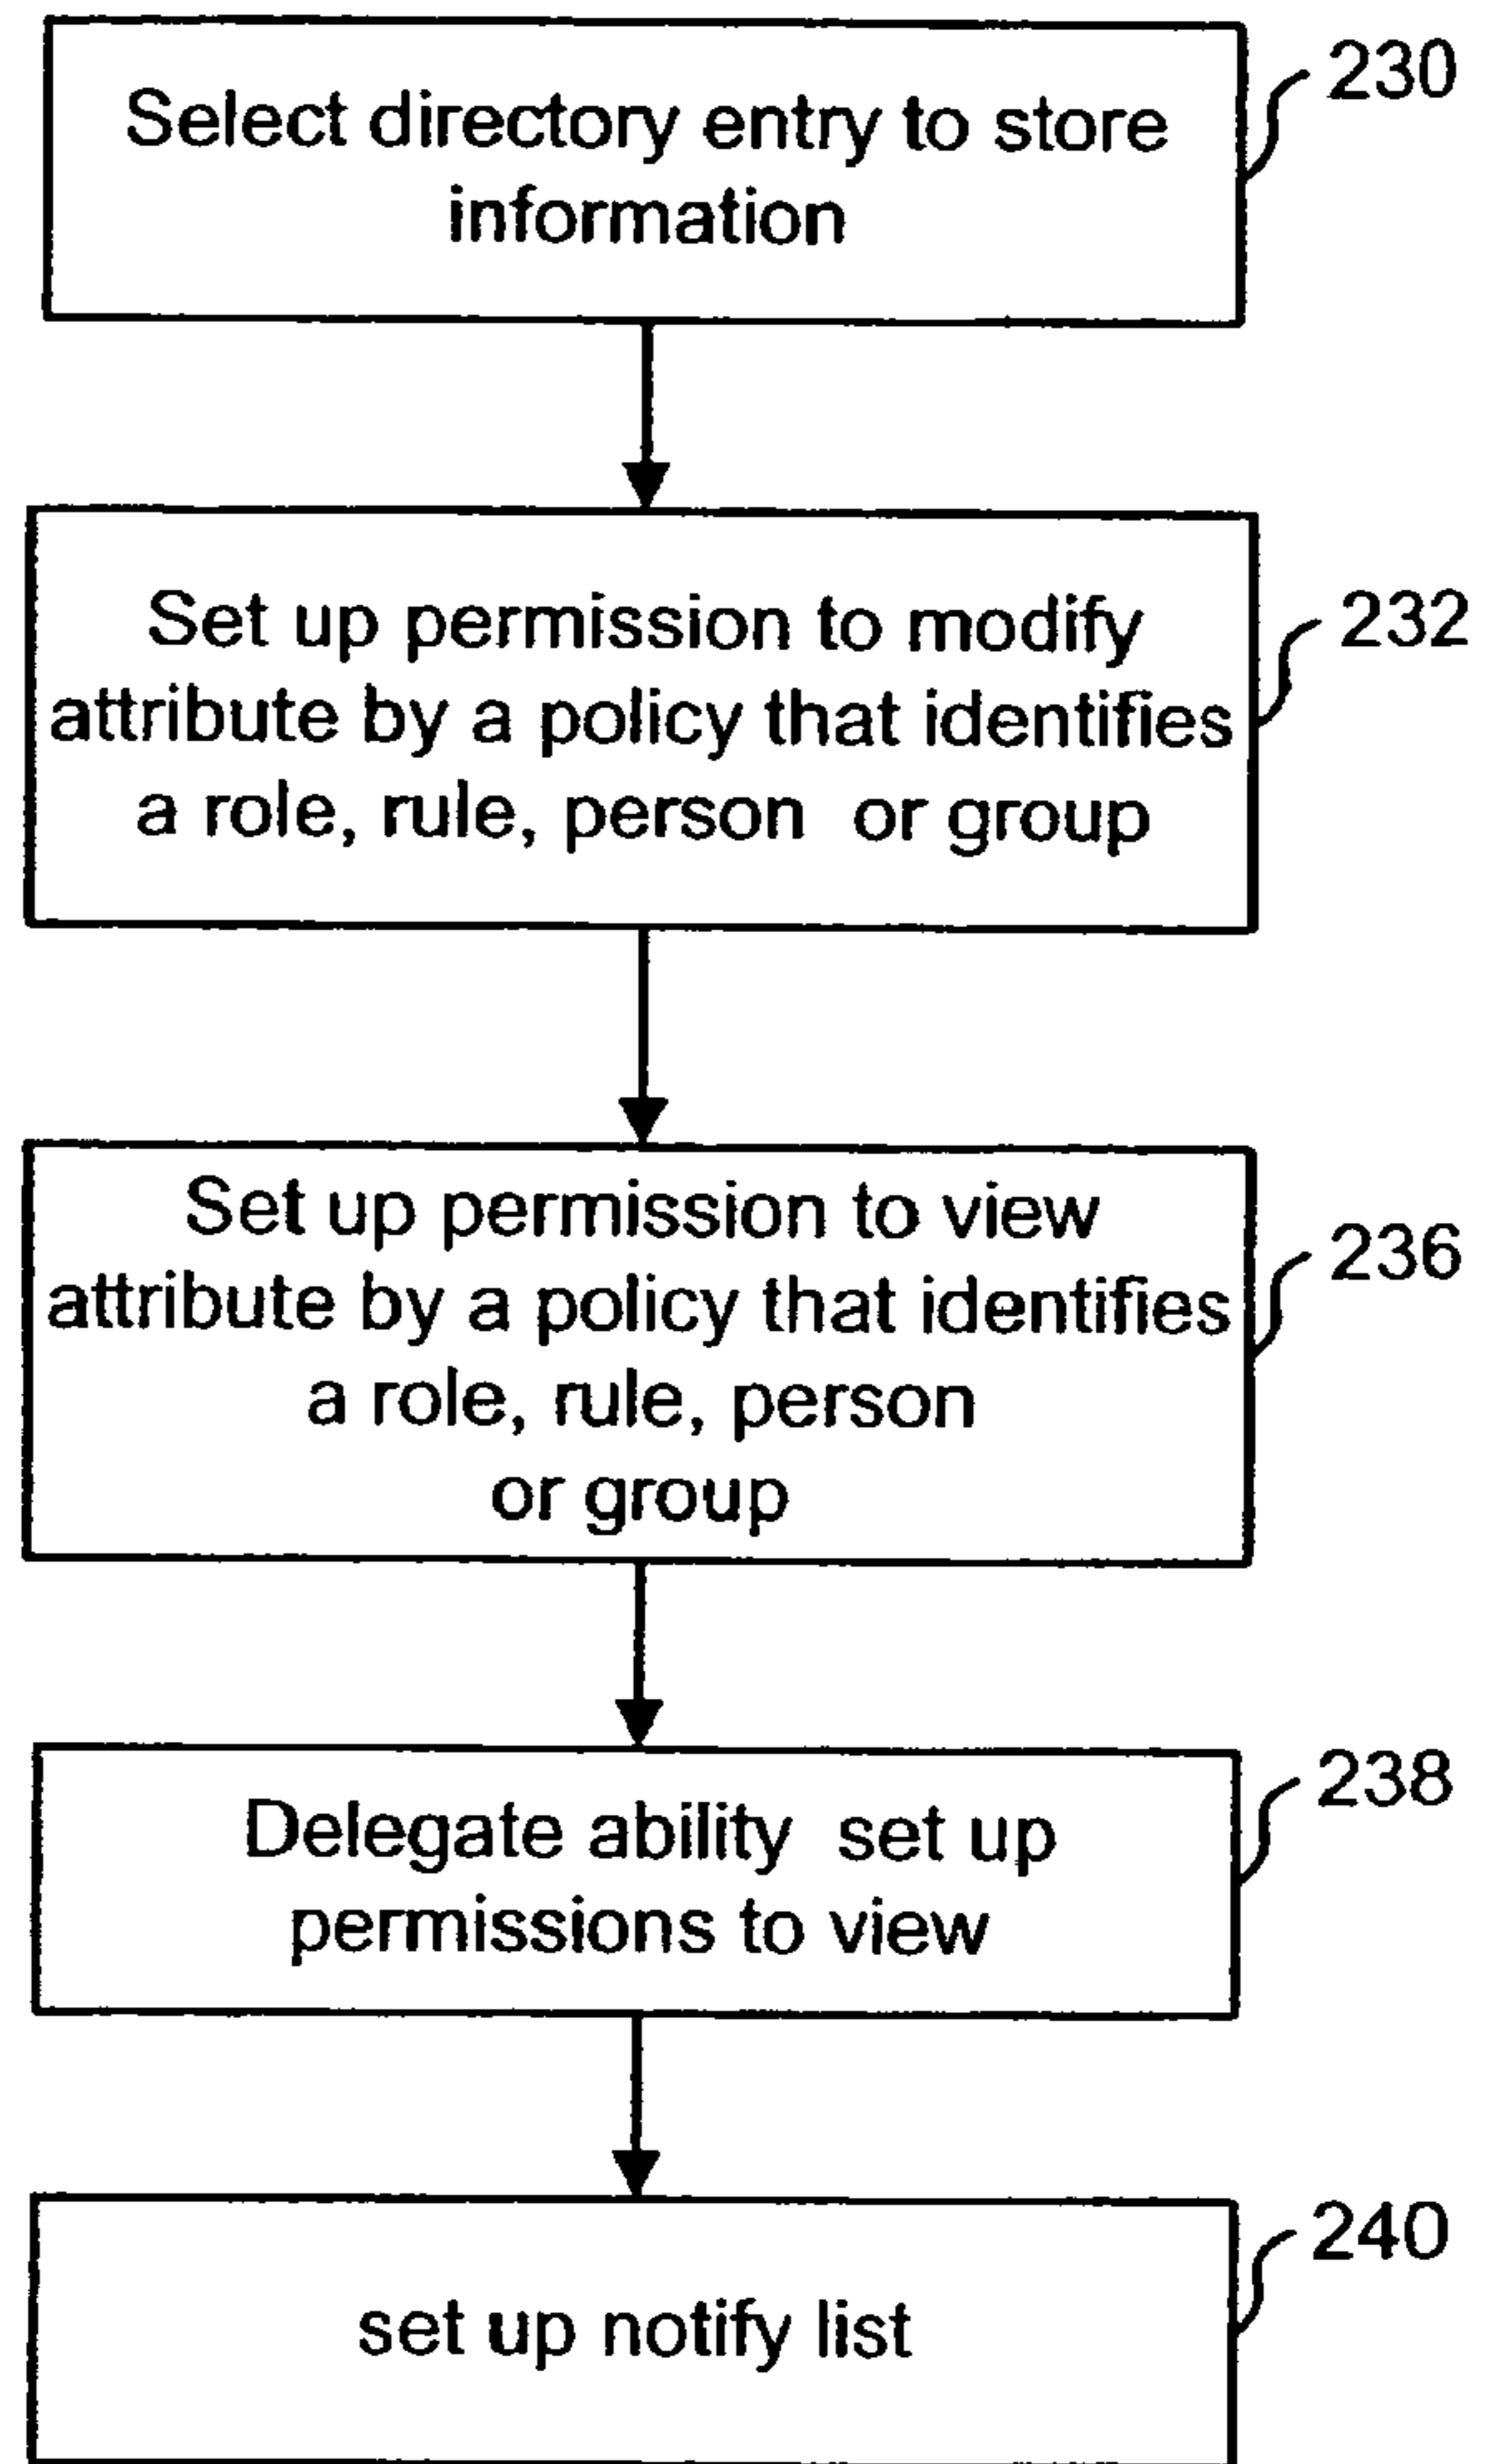 Select directory entry to store
information
230
Set up permission to modify
attribute by a policy that identifies
a role, rule, person or group
232
Set up permission to view
attribute by a policy that identifies
a role, rule, person
or group
236
Delegate ability set up
permissions to view
238
set up notify list
240